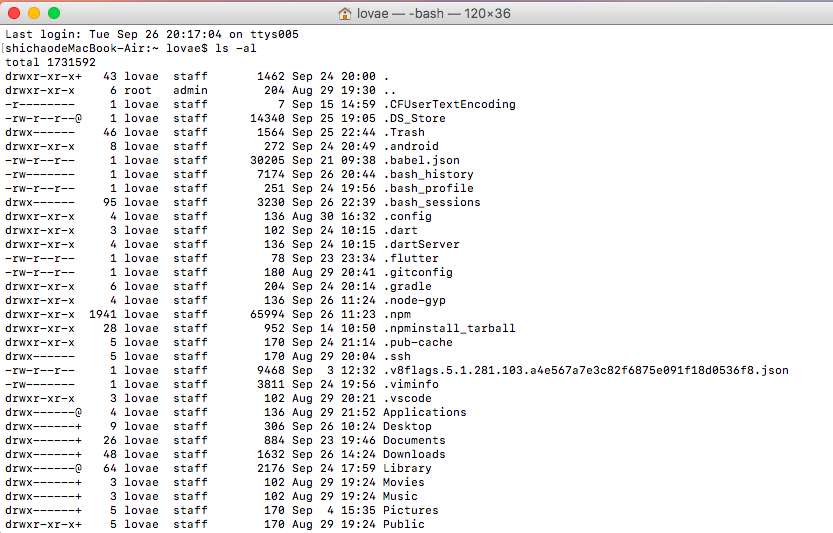 lovae — -bash — 120×36
Last login: Tue Sep 26 20:17:04 on ttys005
[shichaodeMacBook-Air:~ lovae$ ls -al
total 1731592
drwxr-xr-x+   43 lovae  staff      1462 Sep 24 20:00 .
drwxr-xr-x     6 root   admin       204 Aug 29 19:30 ..
-r--------     1 lovae  staff         7 Sep 15 14:59 .CFUserTextEncoding
-rw-r--r--@    1 lovae  staff     14340 Sep 25 19:05 .DS_Store
drwx------    46 lovae  staff      1564 Sep 25 22:44 .Trash
drwxr-xr-x     8 lovae  staff       272 Sep 24 20:49 .android
-rw-r--r--     1 lovae  staff     30205 Sep 21 09:38 .babel.json
-rw-------     1 lovae  staff      7174 Sep 26 20:44 .bash_history
-rw-r--r--     1 lovae  staff       251 Sep 24 19:56 .bash_profile
drwx------    95 lovae  staff      3230 Sep 26 22:39 .bash_sessions
drwxr-xr-x     4 lovae  staff       136 Aug 30 16:32 .config
drwxr-xr-x     3 lovae  staff       102 Sep 24 10:15 .dart
drwxr-xr-x     4 lovae  staff       136 Sep 24 10:15 .dartServer
-rw-r--r--     1 lovae  staff        78 Sep 23 23:34 .flutter
-rw-r--r--     1 lovae  staff       180 Aug 29 20:41 .gitconfig
drwxr-xr-x     6 lovae  staff       204 Sep 24 20:14 .gradle
drwxr-xr-x     4 lovae  staff       136 Sep 26 11:24 .node-gyp
drwxr-xr-x  1941 lovae  staff     65994 Sep 26 11:23 .npm
drwxr-xr-x    28 lovae  staff       952 Sep 14 10:50 .npminstall_tarball
drwxr-xr-x     5 lovae  staff       170 Sep 24 21:14 .pub-cache
drwx------     5 lovae  staff       170 Aug 29 20:04 .ssh
-rw-r--r--     1 lovae  staff      9468 Sep  3 12:32 .v8flags.5.1.281.103.a4e567a7e3c82f6875e091f18d0536f8.json
-rw-------     1 lovae  staff      3811 Sep 24 19:56 .viminfo
drwxr-xr-x     3 lovae  staff       102 Aug 29 20:21 .vscode
drwx------@    4 lovae  staff       136 Aug 29 21:52 Applications
drwx------+    9 lovae  staff       306 Sep 26 10:24 Desktop
drwx------+   26 lovae  staff       884 Sep 23 19:46 Documents
drwx------+   48 lovae  staff      1632 Sep 26 14:24 Downloads
drwx------@   64 lovae  staff      2176 Sep 24 17:59 Library
drwx------+    3 lovae  staff       102 Aug 29 19:24 Movies
drwx------+    3 lovae  staff       102 Aug 29 19:24 Music
drwx------+    5 lovae  staff       170 Sep  4 15:35 Pictures
drwxr-xr-x+    5 lovae  staff       170 Aug 29 19:24 Public